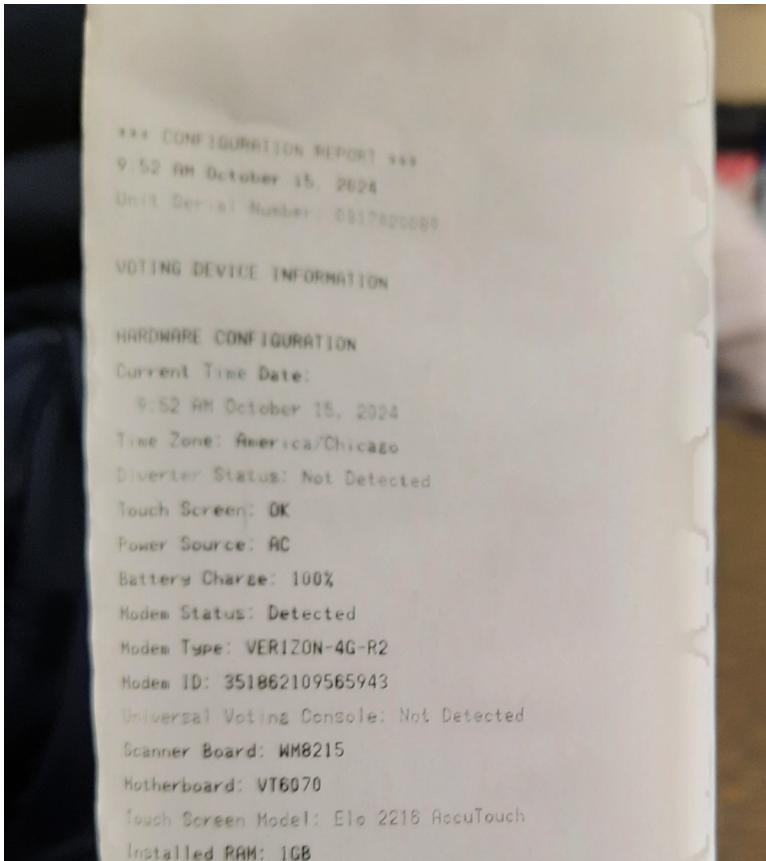 *** CONFIGURATION REPORT ***
9:52 AM October 15, 2024
Unit Serial Number:
VOTING DEVICE INFORMATION
HARDWARE CONFIGURATION
Current Time Date:
9:52 AM October 15, 2024
Time Zone: America/Chicago
Diverter Status: Not Detected
Touch Screen: OK
Power Source: AC
Battery Charge: 100%
Modem Status: Detected
Modem Type: VERIZON-4G-R2
Modem ID: 351862109565943
Universal Voting Console: Not Detected
Scanner Board: WM8215
Motherboard: VT6070
Touch Screen Model: Elo 2216 AccuTouch
Installed RAM: 1GB